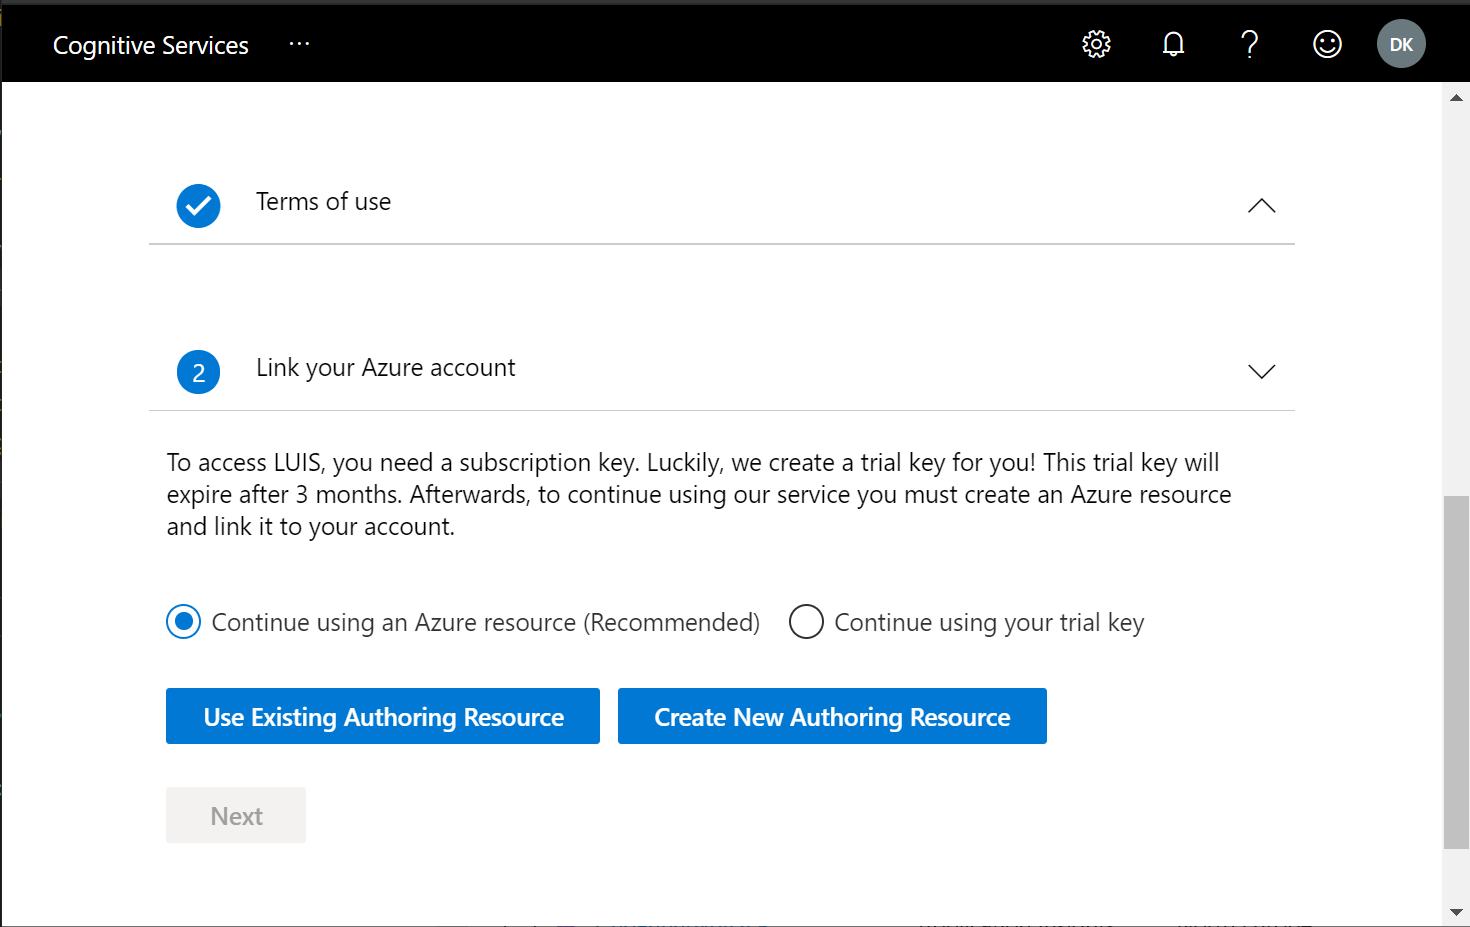 Cognitive Services ...
? DK
Terms of use
2 Link your Azure account
To access LUIS, you need a subscription key. Luckily, we create a trial key for you! This trial key will
expire after 3 months. Afterwards, to continue using our service you must create an Azure resource
and link it to your account.
Continue using an Azure resource (Recommended) Continue using your trial key
Use Existing Authoring Resource Create New Authoring Resource
Next